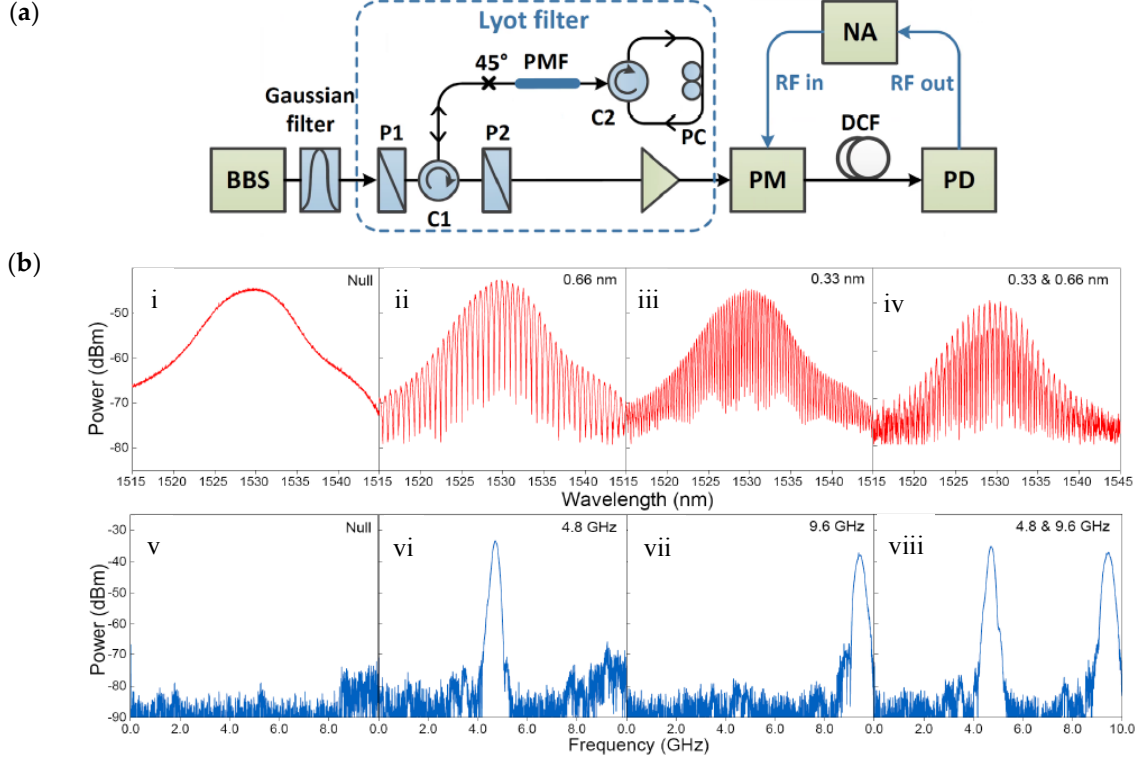 (a)
Lyot filter
NA
45°
PMF
RF in
RF out
Gaussian
filter
C2
PC
DCF
P1
P2
BBS
PM
PD
C1
(b)
Power (dBm)
-50
-60
-70
-80
i
Null
ii
0.66 nm
iii
0.33 nm
iv
0.33 & 0.66 nm
1515 1520 1525 1530 1535 1540 1515 1520 1525 1530 1535 1540 1515 1520 1525 1530 1535 1540 1515 1520 1525 1530 1535 1540 1545
Wavelength (nm)
Power (dBm)
-30
-40
-50
-60
-70
-80
-90
v
Null
vi
4.8 GHz
vii
9.6 GHz
viii
4.8 & 9.6 GHz
0.0 2.0 4.0 6.0 8.0 0.0 2.0 4.0 6.0 8.0 0.0 2.0 4.0 6.0 8.0 0.0 2.0 4.0 6.0 8.0 10.0
Frequency (GHz)